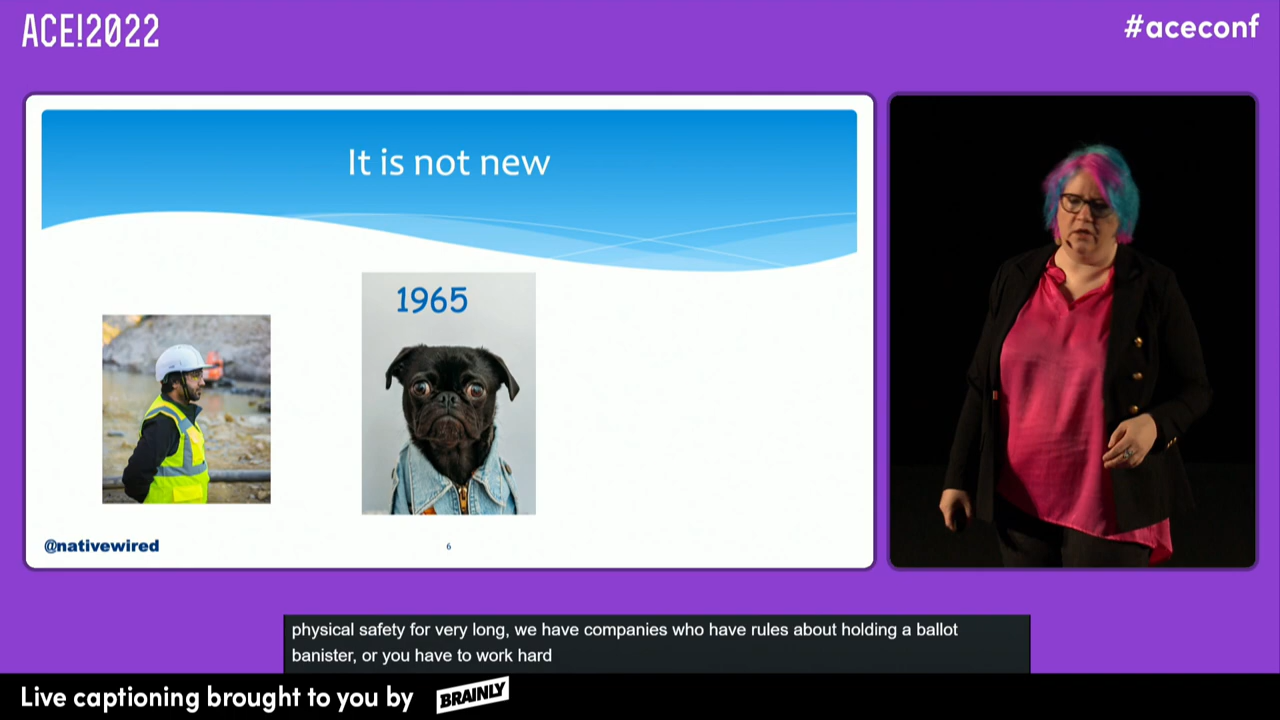 ACE!2022
#aceconf
It is not new
1965
@nativewired
6
physical safety for very long, we have companies who have rules about holding a ballot
banister, or you have to work hard
Live captioning brought to you by BRAINLY